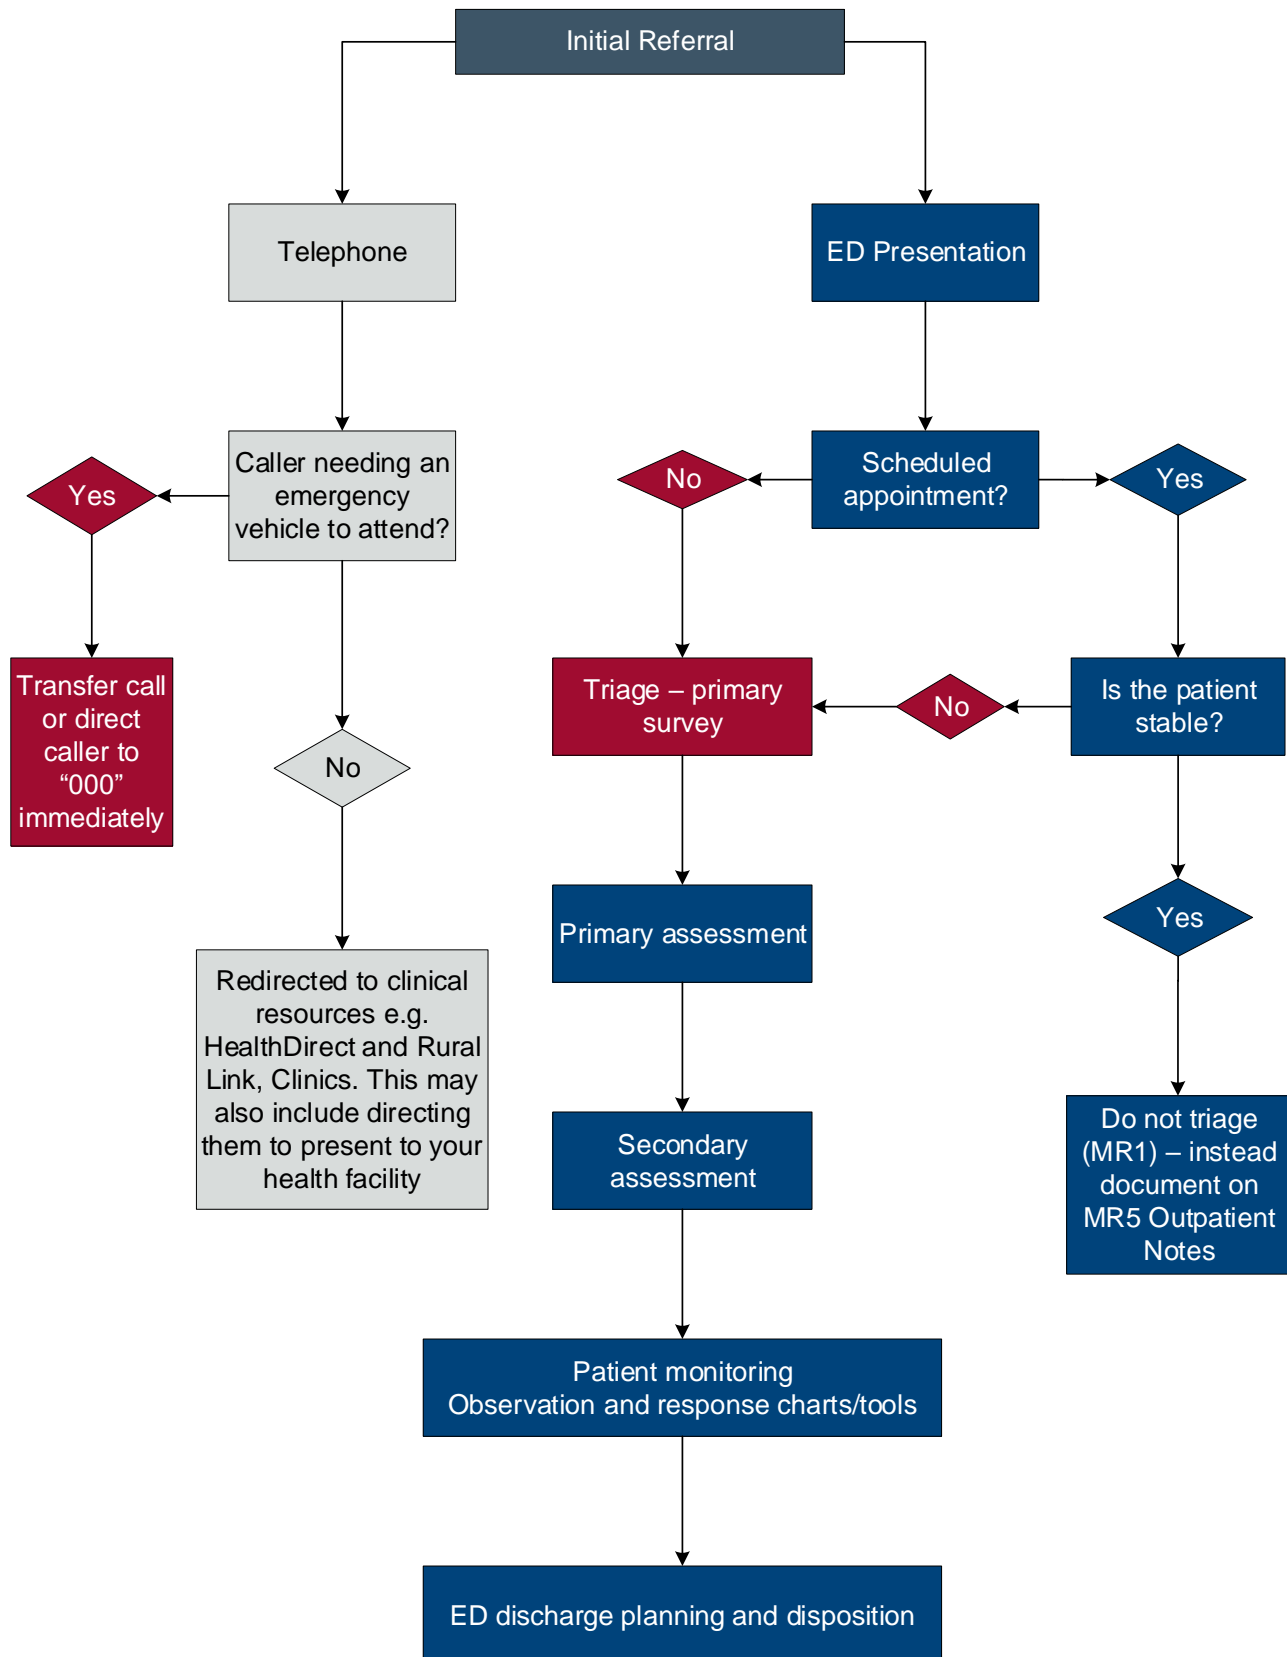 Initial Referral
Telephone
ED Presentation
Caller needing an
emergency
vehicle to attend?
Yes
No
Scheduled
appointment?
Yes
Transfer call
or direct
caller to
“000”
immediately
No
Triage – primary
survey
No
Is the patient
stable?
Primary assessment
Yes
Redirected to clinical
resources e.g.
HealthDirect and Rural
Link, Clinics. This may
also include directing
them to present to your
health facility
Secondary
assessment
Do not triage
(MR1) – instead
document on
MR5 Outpatient
Notes
Patient monitoring
Observation and response charts/tools
ED discharge planning and disposition